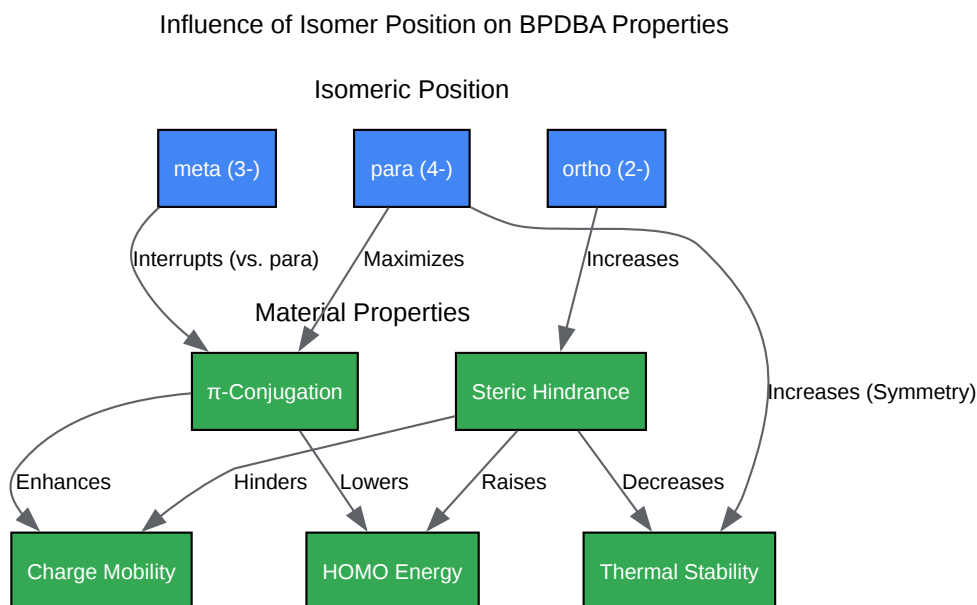 Influence of Isomer Position on BPDBA Properties
Isomeric Position
meta (3-)
para (4-)
ortho (2-)
Interrupts (vs. para)
Maximizes
Increases
Material Properties
π-Conjugation
Steric Hindrance
Increases (Symmetry)
Enhances
Hinders
Lowers
Raises
Decreases
Charge Mobility
HOMO Energy
Thermal Stability